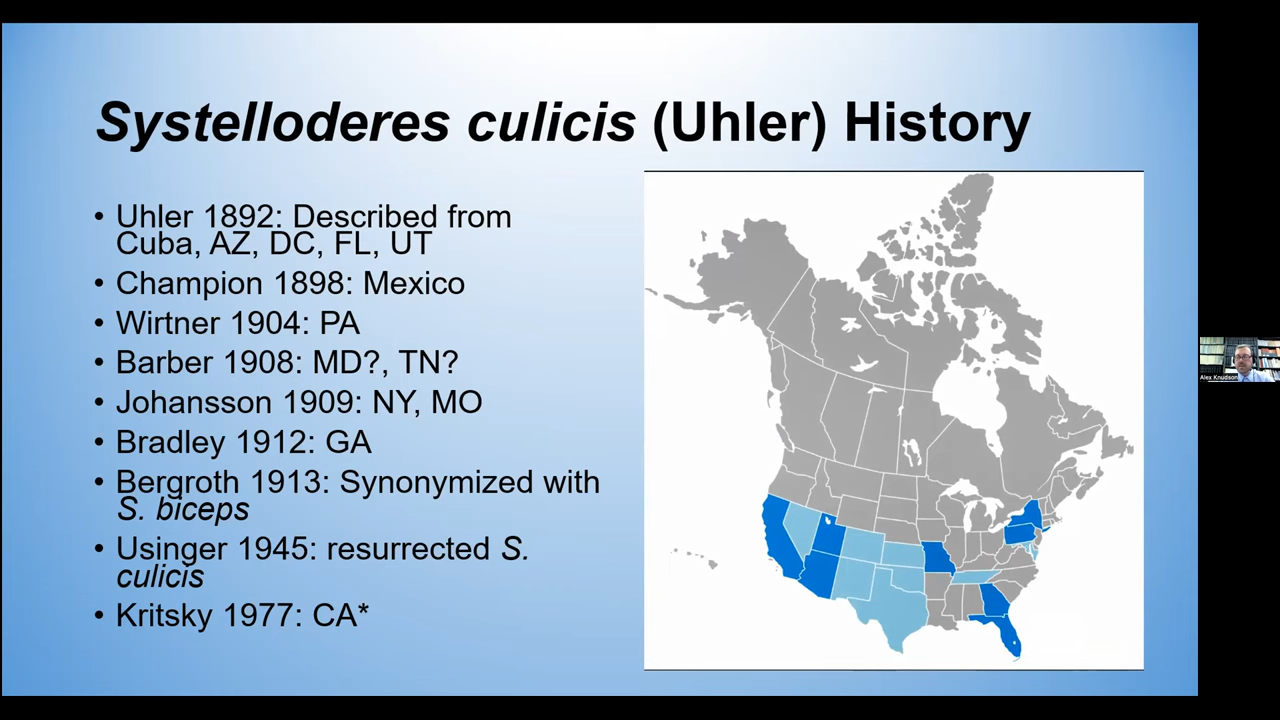 Systelloderes culicis (Uhler) History
• Uhler 1892: Described from
Cuba, AZ, DC, FL, UT
• Champion 1898: Mexico
• Wirtner 1904: PA
• Barber 1908: MD?, TN?
• Johansson 1909: NY, MO
• Bradley 1912: GA
• Bergroth 1913: Synonymized with
S. biceps
• Usinger 1945: resurrected S.
culicis
• Kritsky 1977: CA*
Alex Knudson